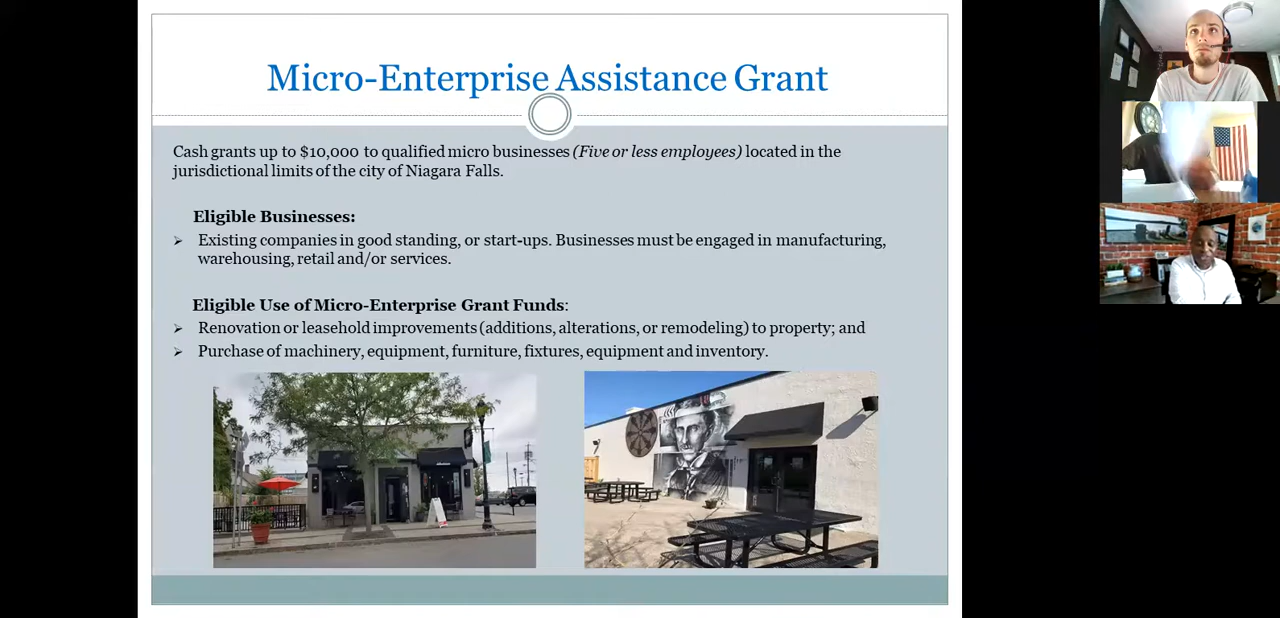 Micro-Enterprise Assistance Grant
Cash grants up to $10,000 to qualified micro businesses (Five or less employees) located in the
jurisdictional limits of the city of Niagara Falls.
Eligible Businesses:
Existing companies in good standing, or start-ups. Businesses must be engaged in manufacturing,
warehousing, retail and/or services.
Eligible Use of Micro-Enterprise Grant Funds:
Renovation or leasehold improvements (additions, alterations, or remodeling) to property; and
Purchase of machinery, equipment, furniture, fixtures, equipment and inventory.